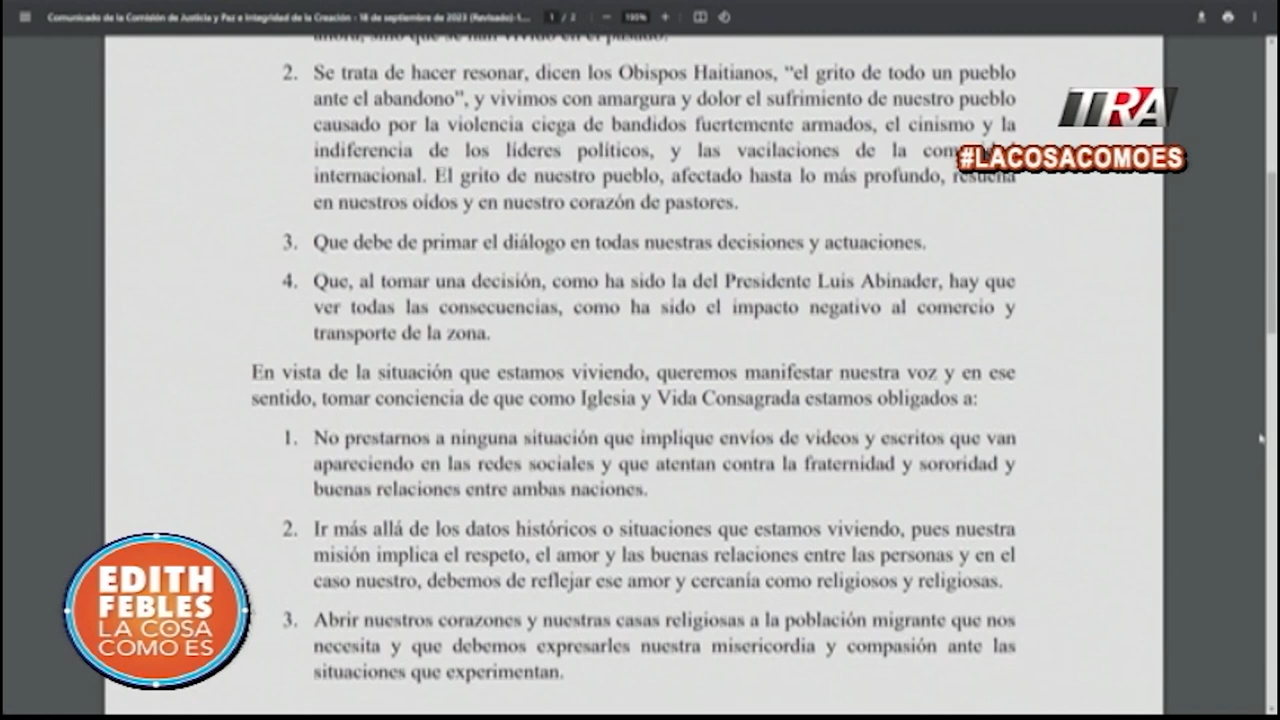 Comunicado de la Comisión de Justicia y Paz e Integridad de la Creación - 18 de septiembre de 2023 (Revisado)-1...
1 / 2
100%
ahora, sino que se han vivido en el pasado.
2. Se trata de hacer resonar, dicen los Obispos Haitianos, "el grito de todo un pueblo
ante el abandono", y vivimos con amargura y dolor el sufrimiento de nuestro pueblo
causado por la violencia ciega de bandidos fuertemente armados, el cinismo y la
indiferencia de los líderes políticos, y las vacilaciones de la
internacional. El grito de nuestro pueblo, afectado hasta lo más profundo, resuena
en nuestros oídos y en nuestro corazón de pastores.
TRA
#LACOSACOMOES
3. Que debe de primar el diálogo en todas nuestras decisiones y actuaciones.
4. Que, al tomar una decisión, como ha sido la del Presidente Luis Abinader, hay que
ver todas las consecuencias, como ha sido el impacto negativo al comercio y
transporte de la zona.
En vista de la situación que estamos viviendo, queremos manifestar nuestra voz y en ese
sentido, tomar conciencia de que como Iglesia y Vida Consagrada estamos obligados a:
1. No prestarnos a ninguna situación que implique envíos de videos y escritos que van
apareciendo en las redes sociales y que atentan contra la fraternidad y sororidad y
buenas relaciones entre ambas naciones.
2. Ir más allá de los datos históricos o situaciones que estamos viviendo, pues nuestra
misión implica el respeto, el amor y las buenas relaciones entre las personas y en el
caso nuestro, debemos de reflejar ese amor y cercanía como religiosos y religiosas.
3. Abrir nuestros corazones y nuestras casas religiosas a la población migrante que nos
necesita y que debemos expresarles nuestra misericordia y compasión ante las
situaciones que experimentan.
EDITH
FEBLES
LA COSA
COMO ES